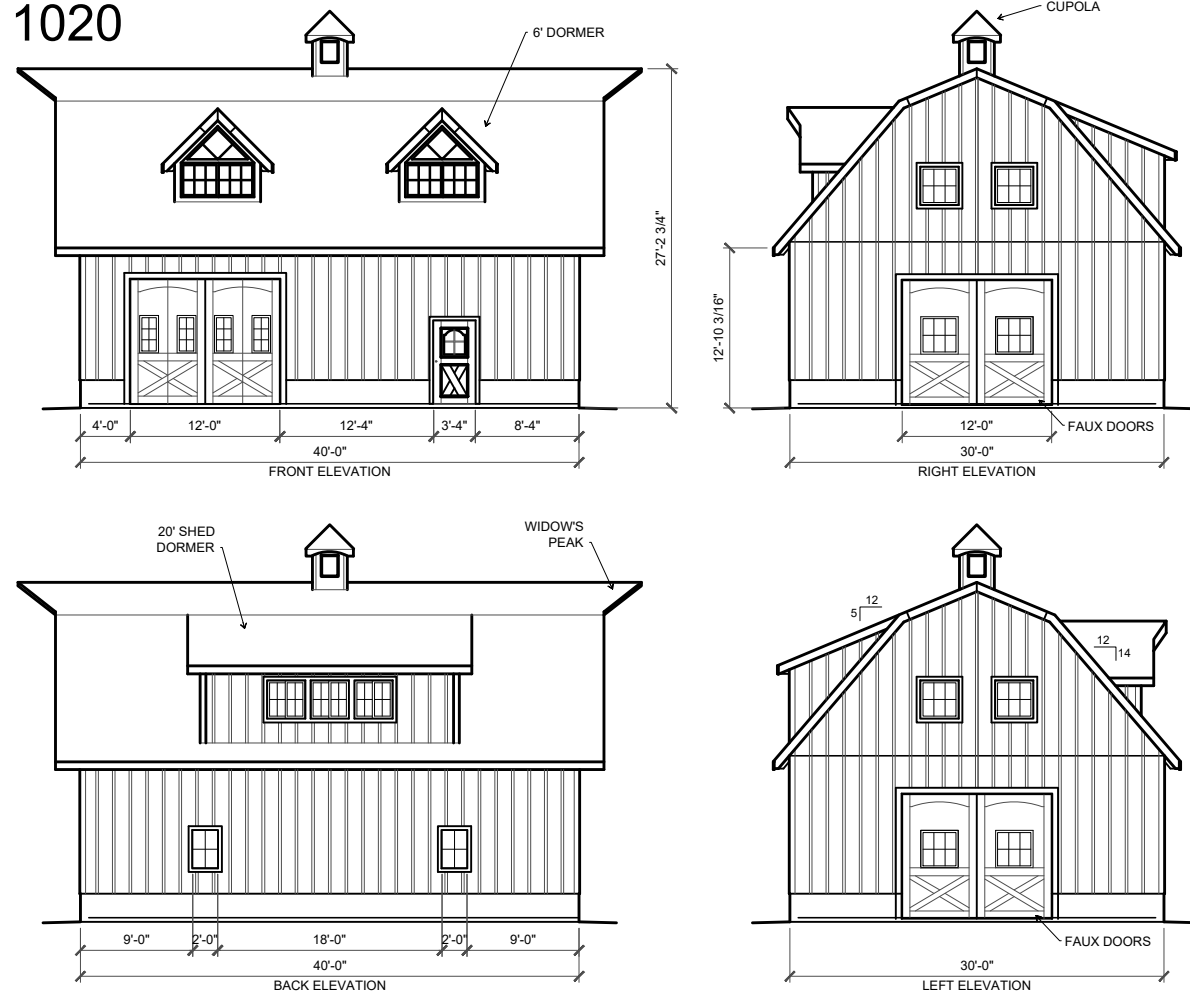 1020
6' DORMER
27'-2 3/4"
4'-0" 12'-0" 12'-4" 3'-4" 8'-4"
40'-0"
FRONT ELEVATION
CUPOLA
12'-10 3/16"
FAUX DOORS
12'-0"
30'-0"
RIGHT ELEVATION
20' SHED
DORMER
WIDOW'S
PEAK
9'-0" 2'-0" 18'-0" 2'-0" 9'-0"
40'-0"
BACK ELEVATION
12
5
12
14
FAUX DOORS
30'-0"
LEFT ELEVATION